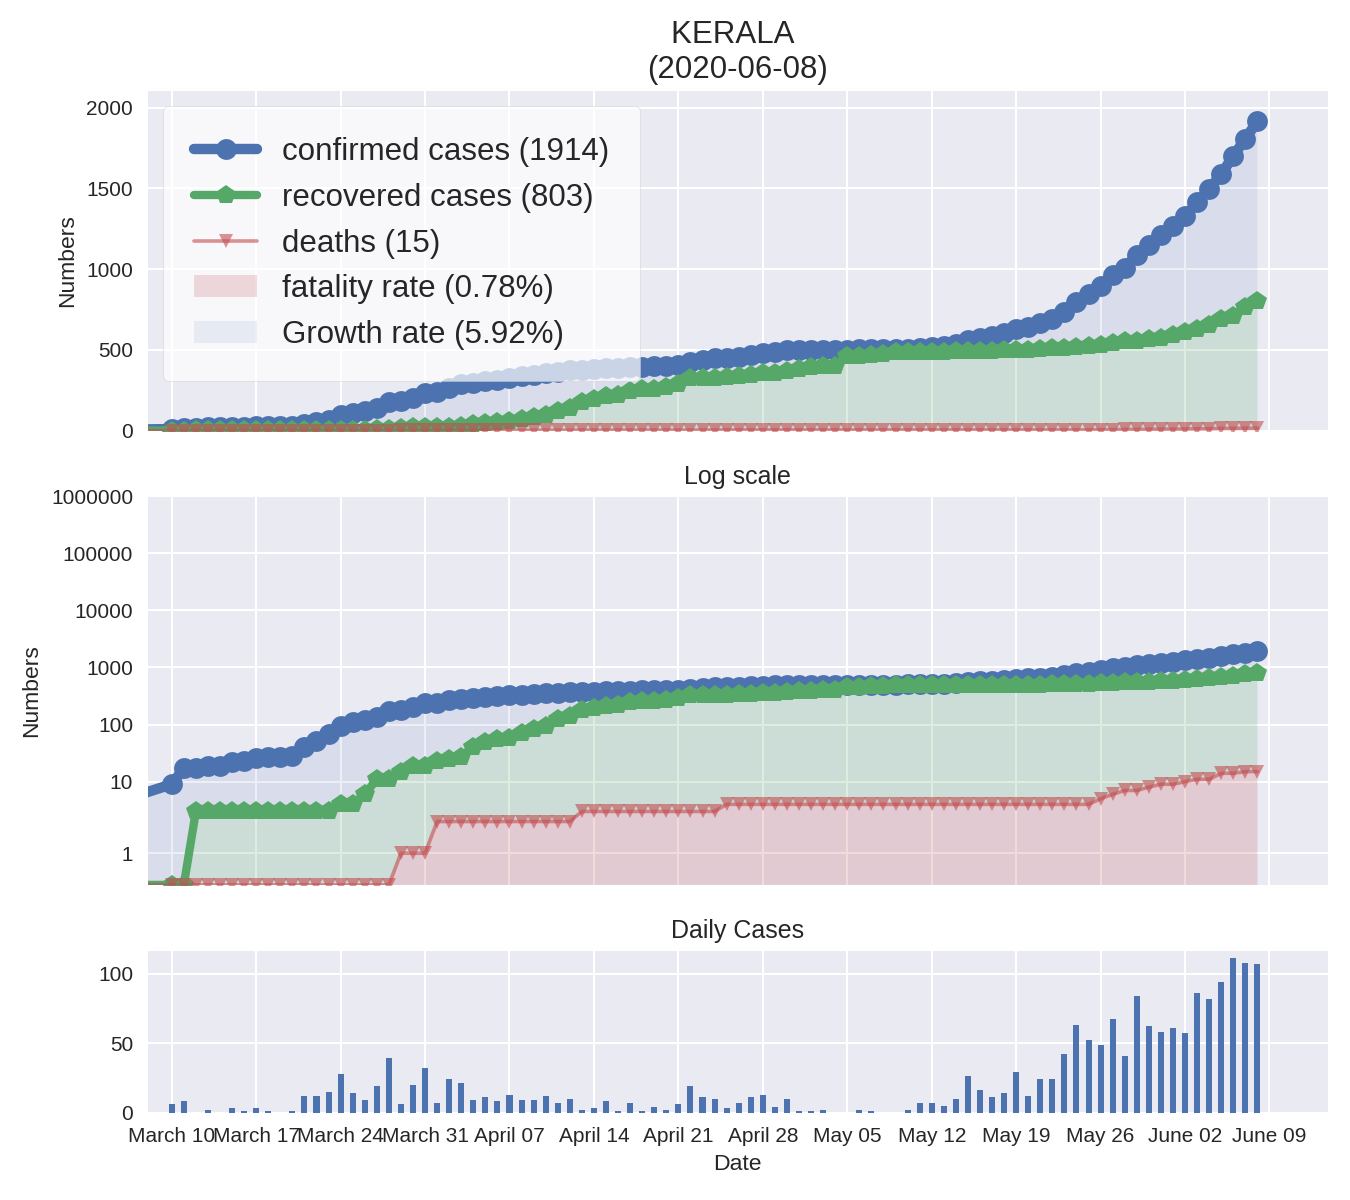 KERALA
(2020-06-08)
2000
1500
1000
500
0
Numbers
confirmed cases (1914)
recovered cases (803)
deaths (15)
fatality rate (0.78%)
Growth rate (5.92%)
Log scale
1000000
100000
10000
1000
100
10
1
Numbers
Daily Cases
100
50
0
March 10 March 17 March 24 March 31 April 07 April 14 April 21 April 28 May 05 May 12 May 19 May 26 June 02 June 09
Date